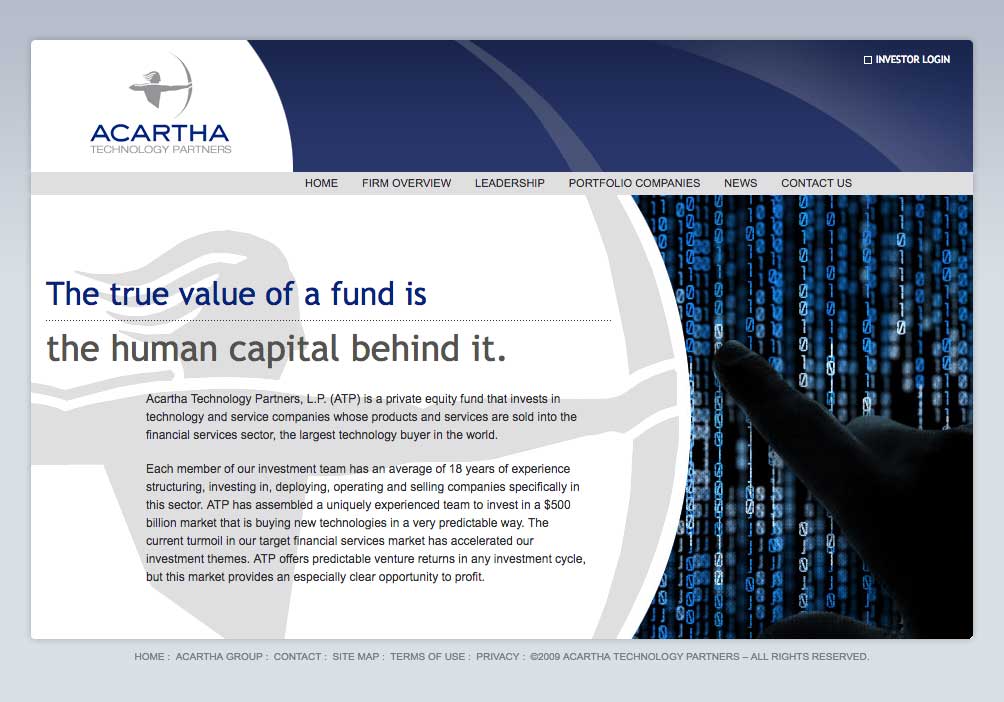 INVESTOR LOGIN
ACARTHA
TECHNOLOGY PARTNERS
HOME FIRM OVERVIEW LEADERSHIP PORTFOLIO COMPANIES NEWS CONTACT US
The true value of a fund is
the human capital behind it.
Acartha Technology Partners, L.P. (ATP) is a private equity fund that invests in
technology and service companies whose products and services are sold into the
financial services sector, the largest technology buyer in the world.
Each member of our investment team has an average of 18 years of experience
structuring, investing in, deploying, operating and selling companies specifically in
this sector. ATP has assembled a uniquely experienced team to invest in a $500
billion market that is buying new technologies in a very predictable way. The
current turmoil in our target financial services market has accelerated our
investment themes. ATP offers predictable venture returns in any investment cycle,
but this market provides an especially clear opportunity to profit.
HOME : ACARTHA GROUP : CONTACT : SITE MAP : TERMS OF USE : PRIVACY : ©2009 ACARTHA TECHNOLOGY PARTNERS – ALL RIGHTS RESERVED.